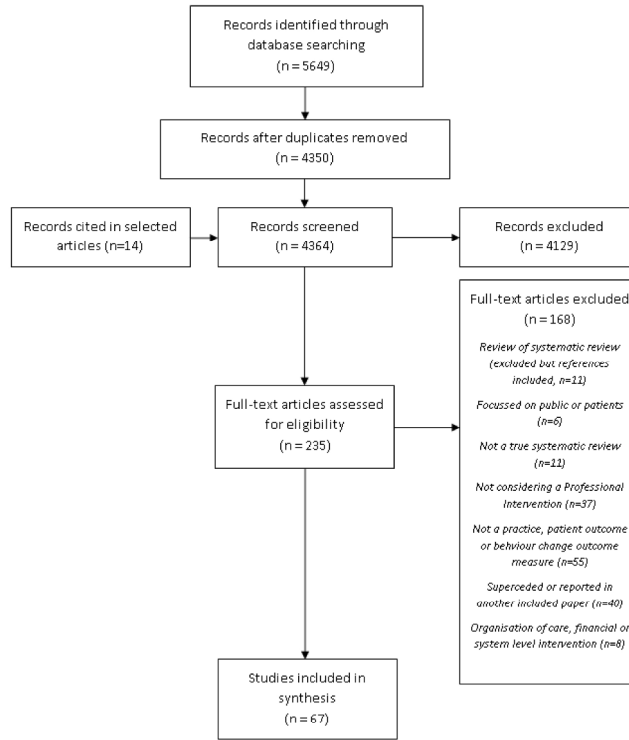 Records identified through
database searching
(n = 5649)
Records after duplicates removed
(n = 4350)
Records cited in selected
articles (n=14)
Records screened
(n = 4364)
Records excluded
(n = 4129)
Full-text articles excluded
(n = 168)
Review of systematic review
(excluded but references
included, n=11)
Focussed on public or patients
(n=6)
Not a true systematic review
(n=11)
Not considering a Professional
Intervention (n=37)
Not a practice, patient outcome
or behviour change outcome
measure (n=55)
Superceded or reported in
another included paper (n=40)
Organisation of care, financial or
system level intervention (n=8)
Full-text articles assessed
for eligibility
(n = 235)
Studies included in
synthesis
(n = 67)